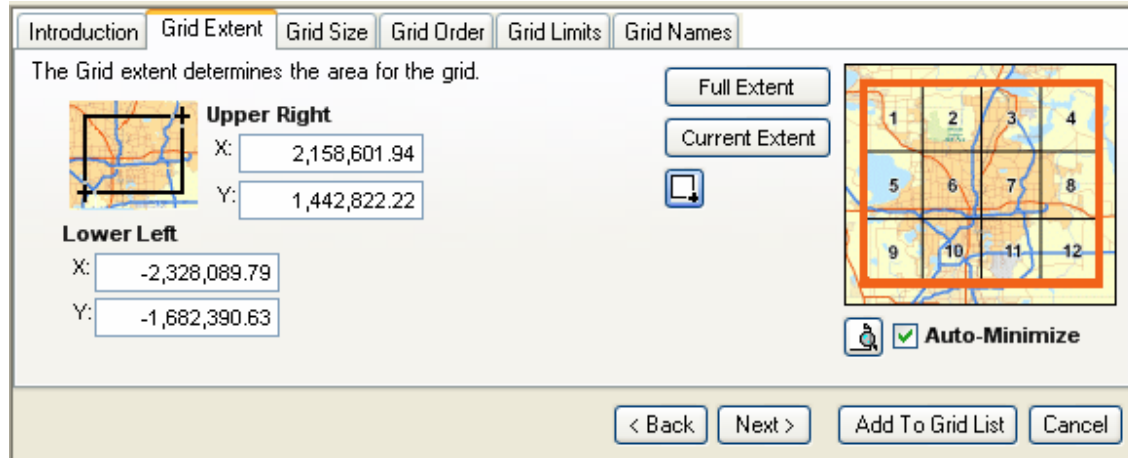 Introduction Grid Extent Grid Size Grid Order Grid Limits Grid Names
The Grid extent determines the area for the grid.
Upper Right
X: 2,158,601.94
Y: 1,442,822.22
Lower Left
X: -2,328,089.79
Y: -1,682,390.63
Full Extent
Current Extent
1 2 3 4
5 6 7 8
9 10 11 12
Auto-Minimize
< Back Next > Add To Grid List Cancel